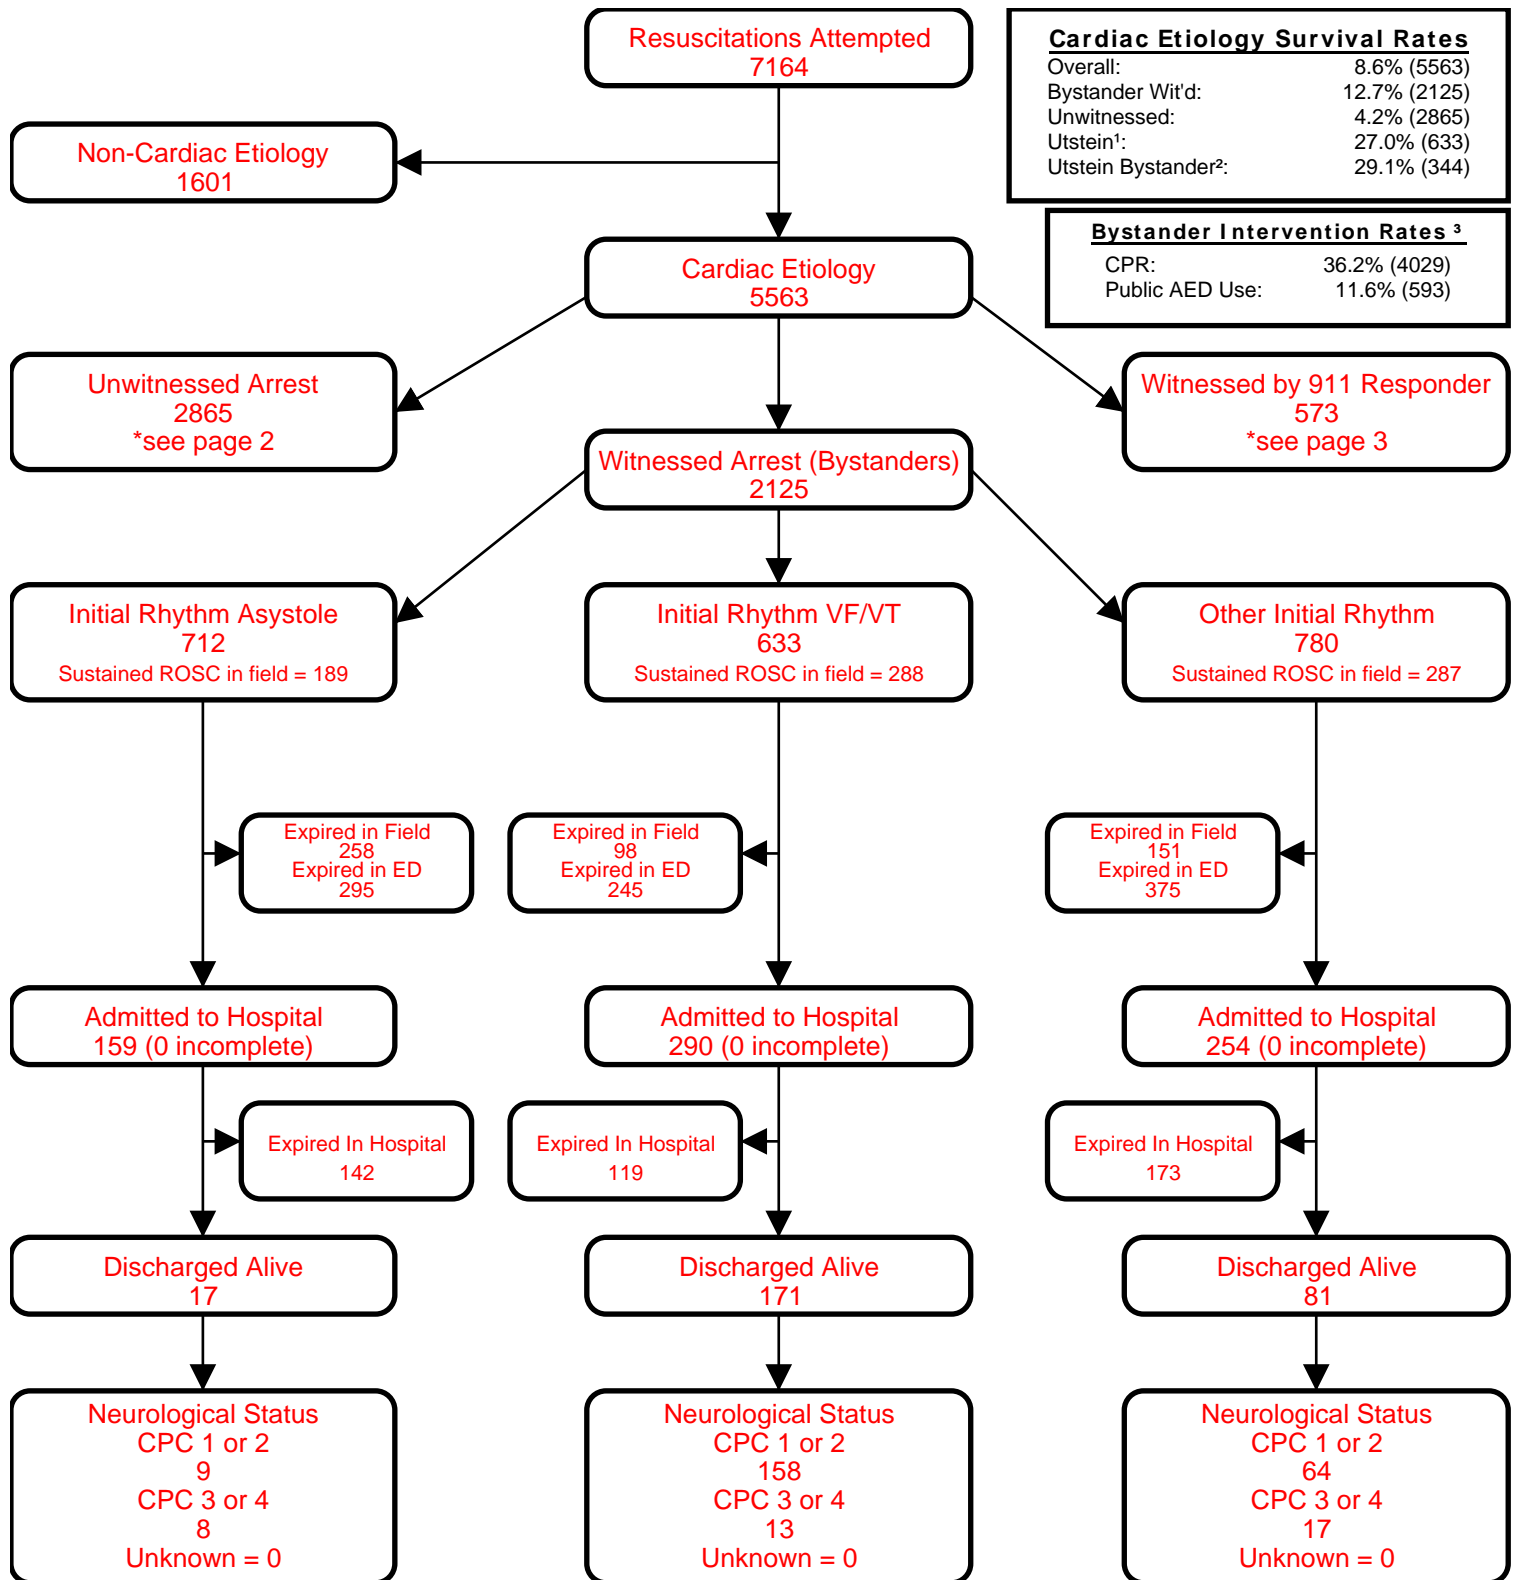 Resuscitations Attempted
7164
Cardiac Etiology Survival Rates
Overall: 8.6% (5563)
Bystander Wit'd: 12.7% (2125)
Unwitnessed: 4.2% (2865)
Utstein¹: 27.0% (633)
Utstein Bystander²: 29.1% (344)
Non-Cardiac Etiology
1601
Bystander Intervention Rates ³
CPR: 36.2% (4029)
Public AED Use: 11.6% (593)
Cardiac Etiology
5563
Unwitnessed Arrest
2865
*see page 2
Witnessed by 911 Responder
573
*see page 3
Witnessed Arrest (Bystanders)
2125
Initial Rhythm Asystole
712
Sustained ROSC in field = 189
Initial Rhythm VF/VT
633
Sustained ROSC in field = 288
Other Initial Rhythm
780
Sustained ROSC in field = 287
Expired in Field
258
Expired in ED
295
Expired in Field
98
Expired in ED
245
Expired in Field
151
Expired in ED
375
Admitted to Hospital
159 (0 incomplete)
Admitted to Hospital
290 (0 incomplete)
Admitted to Hospital
254 (0 incomplete)
Expired In Hospital
142
Expired In Hospital
119
Expired In Hospital
173
Discharged Alive
17
Discharged Alive
171
Discharged Alive
81
Neurological Status
CPC 1 or 2
9
CPC 3 or 4
8
Unknown = 0
Neurological Status
CPC 1 or 2
158
CPC 3 or 4
13
Unknown = 0
Neurological Status
CPC 1 or 2
64
CPC 3 or 4
17
Unknown = 0